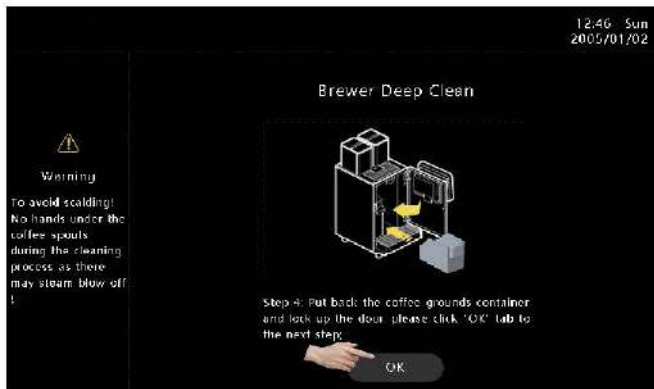 12:46 Sun
2005/01/02
Brewer Deep Clean
Warning
To avoid scalding!
No hands under the
coffee spouts
during the cleaning
process as there
may steam blow off
!
Step 4: Put back the coffee grounds container
and lock up the door, please click "OK" tab to
the next step;
OK